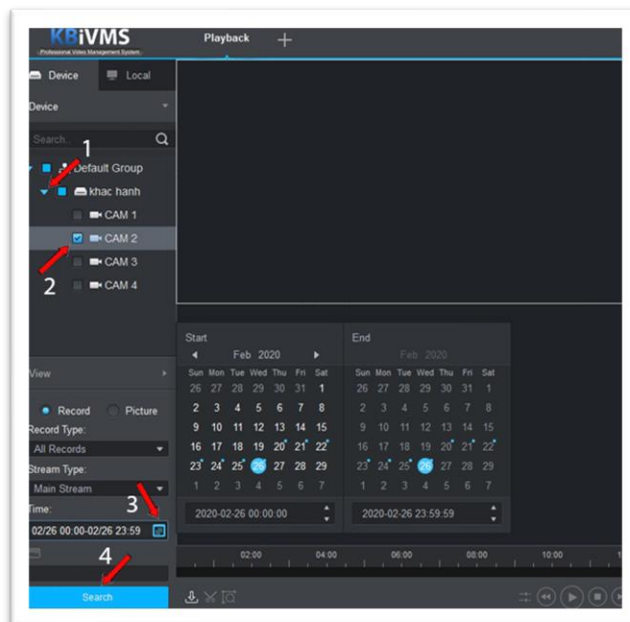 KBiVMS
Professional Video Management System
Playback
Device Local
Device
Search..
1
Default Group
khac hanh
CAM 1
CAM 2
2
CAM 3
CAM 4
View
Record Picture
Record Type:
All Records
Stream Type:
Main Stream
3
Time:
02/26 00:00-02/26 23:59
4
Search
Start
Feb 2020
Sun Mon Tue Wed Thu Fri Sat
26 27 28 29 30 31 1
2 3 4 5 6 7 8
9 10 11 12 13 14 15
16 17 18 19 20 21 22
23 24 25 26 27 28 29
1 2 3 4 5 6 7
2020-02-26 00:00:00
End
Feb 2020
Sun Mon Tue Wed Thu Fri Sat
26 27 28 29 30 31 1
2 3 4 5 6 7 8
9 10 11 12 13 14 15
16 17 18 19 20 21 22
23 24 25 26 27 28 29
1 2 3 4 5 6 7
2020-02-26 23:59:59
02:00 04:00 06:00 08:00 10:00